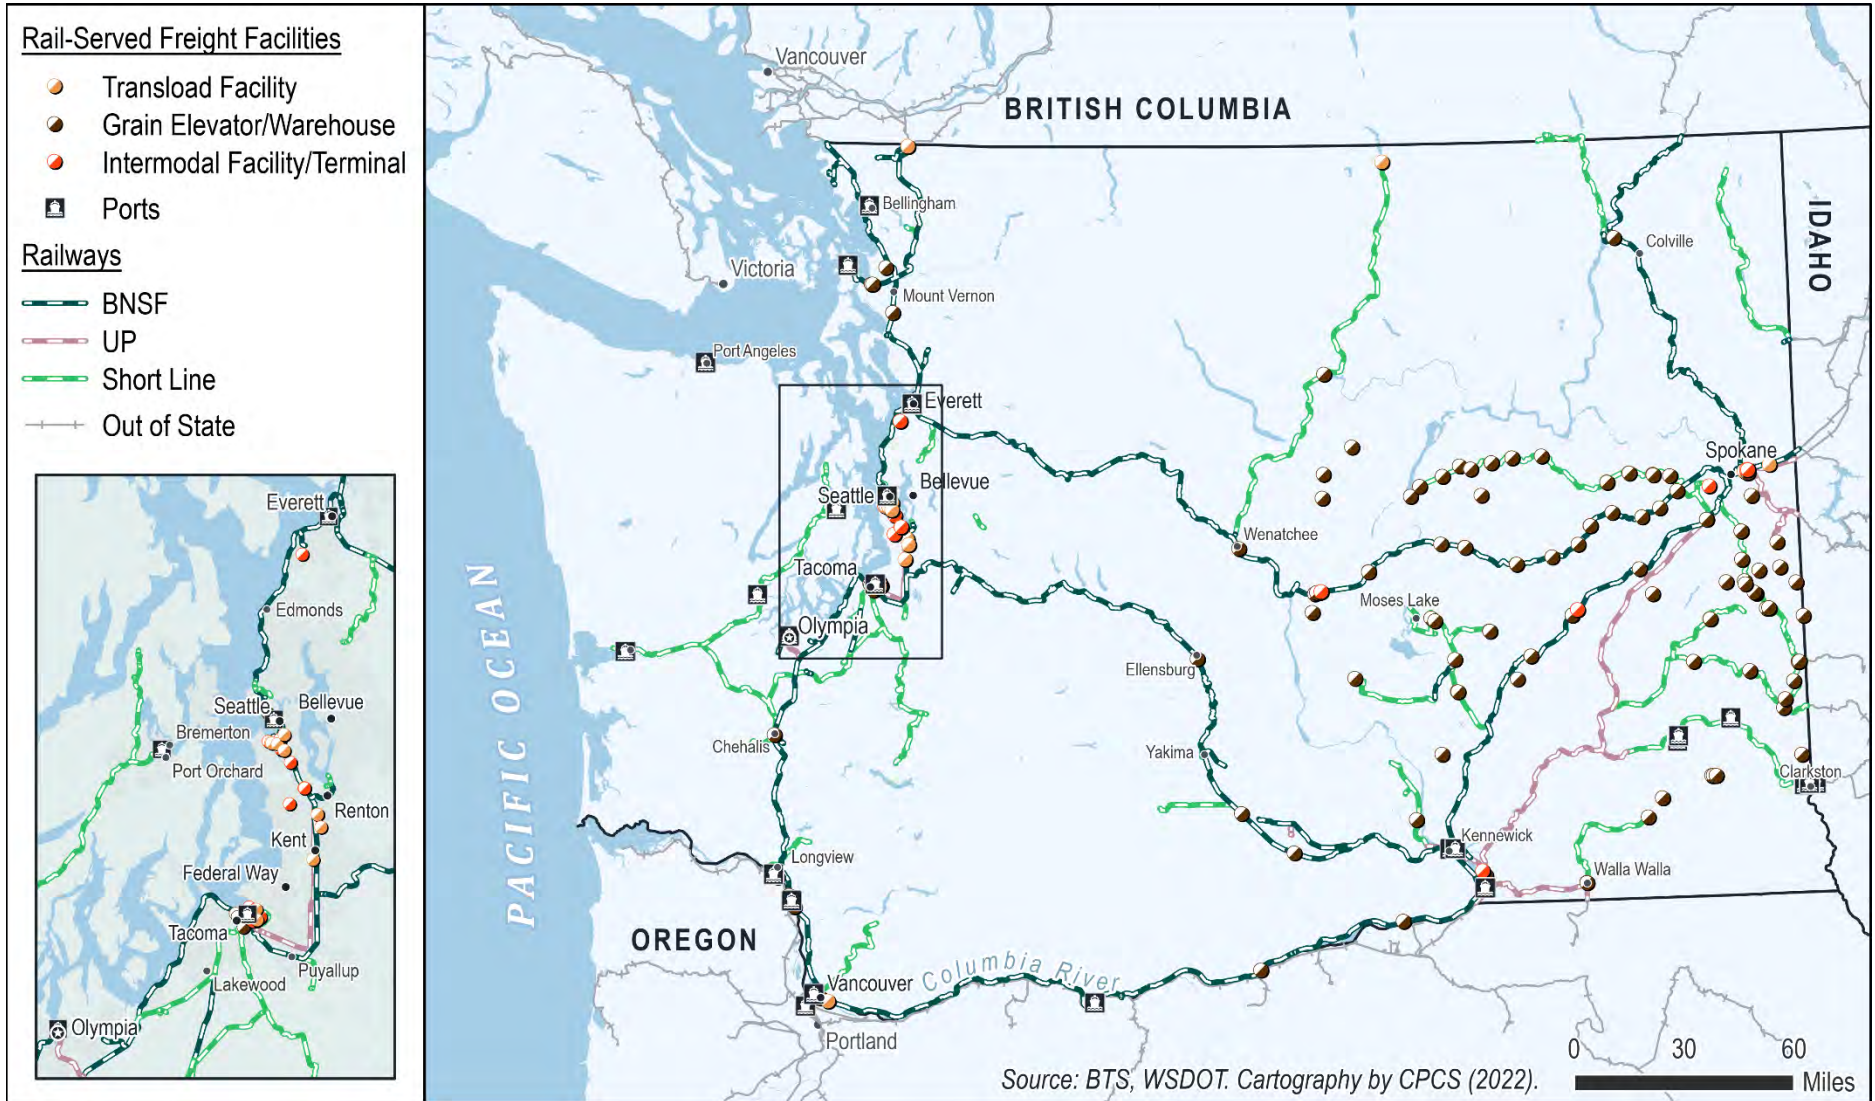 Rail-Served Freight Facilities
Transload Facility
Grain Elevator/Warehouse
Intermodal Facility/Terminal
Ports
Railways
BNSF
UP
Short Line
Out of State
Everett
Edmonds
Seattle
Bellevue
Bremerton
Port Orchard
Renton
Kent
Federal Way
Tacoma
Puyallup
Lakewood
Olympia
Vancouver
BRITISH COLUMBIA
IDAHO
Bellingham
Colville
Victoria
Mount Vernon
Port Angeles
Everett
Spokane
Seattle
Bellevue
Wenatchee
Tacoma
Moses Lake
Olympia
Ellensburg
PACIFIC OCEAN
Chehalis
Yakima
Clarkston
Kennewick
Longview
Walla Walla
OREGON
Columbia River
Vancouver
Portland
0 30 60
Miles
Source: BTS, WSDOT. Cartography by CPCS (2022).